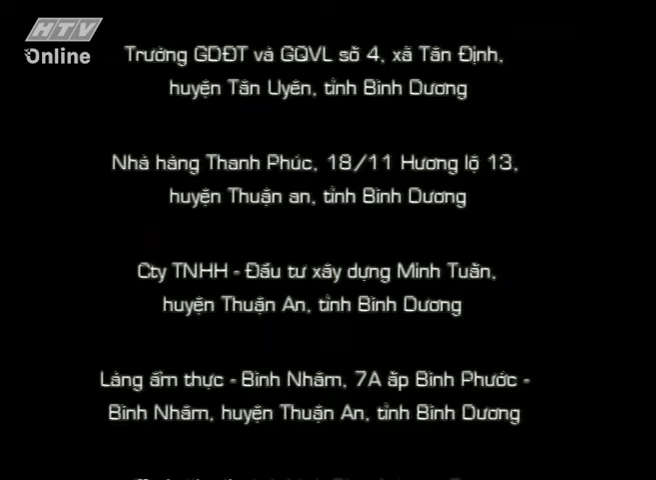 HTV
Online
Trường GDĐT và GQVL số 4, xã Tân Định,
huyện Tân Uyên, tỉnh Bình Dương
Nhà hàng Thanh Phúc, 18/11 Hương lộ 13,
huyện Thuận an, tỉnh Bình Dương
Cty TNHH - Đầu tư xây dựng Minh Tuấn,
huyện Thuận An, tỉnh Bình Dương
Làng ẩm thực - Bình Nhâm, 7A ấp Bình Phước -
Bình Nhâm, huyện Thuận An, tỉnh Bình Dương